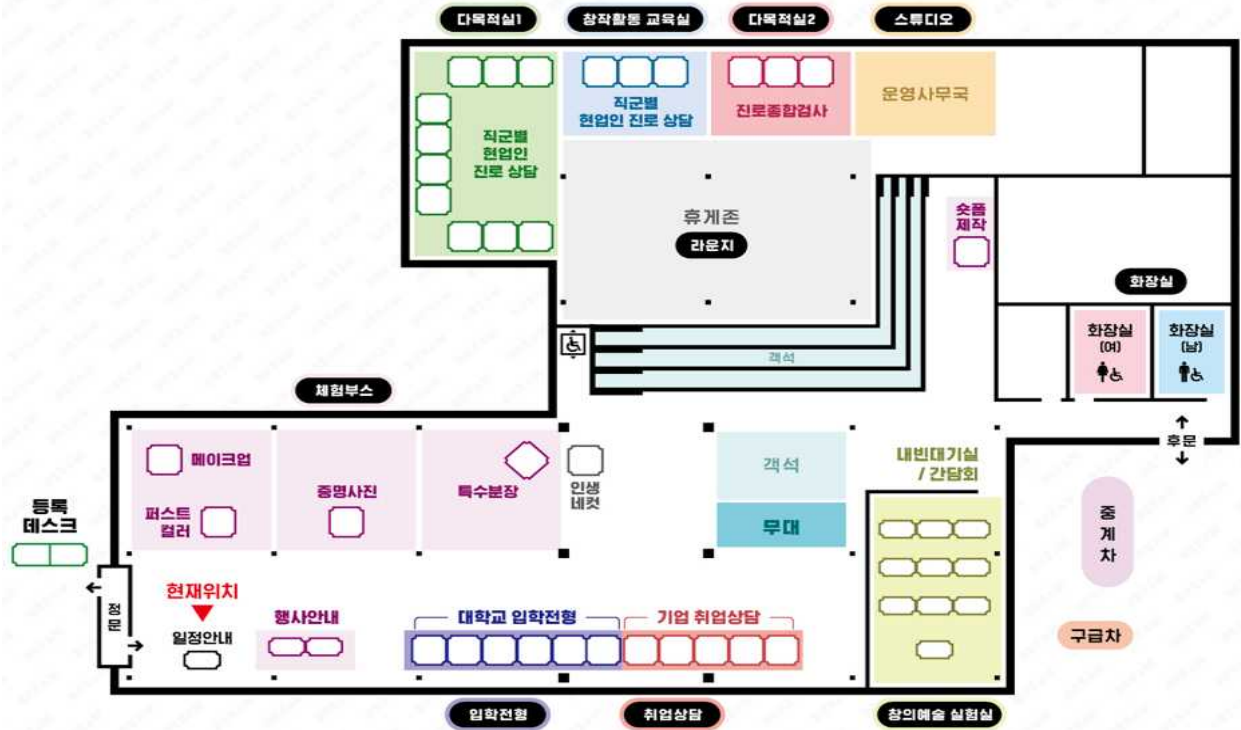 다목적실1
창작활동 교육실
다목적실2
스튜디오
직군별
현업인
진로 상담
직군별
현업인 진로 상담
진로종합검사
운영사무국
휴게존
라운지
숏폼
제작
화장실
화장실
(여)
화장실
(남)
객석
체험부스
후문
메이크업
퍼스트
컬러
증명사진
특수분장
인생
네컷
객석
무대
내빈대기실
/ 간담회
등록
데스크
중
계
차
구급차
정
문
현재위치
일정안내
행사안내
대학교 입학전형
기업 취업상담
입학전형
취업상담
창의예술 실험실